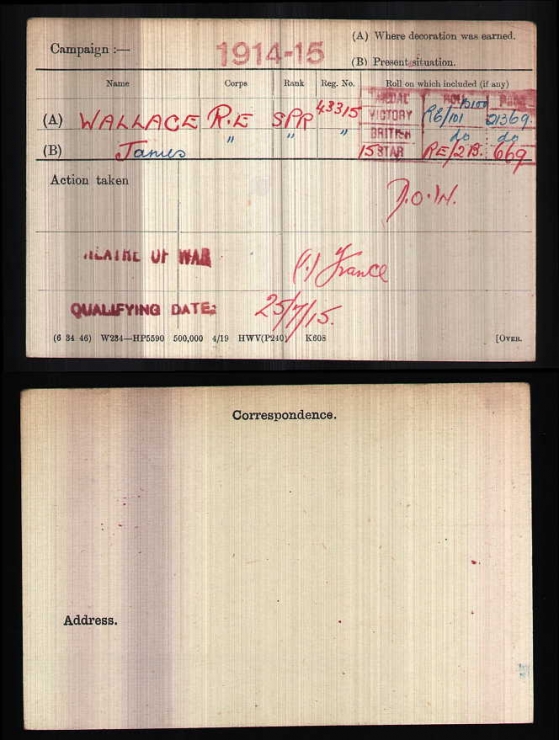 Campaign :— 1914-15 (A) Where decoration was earned.
(B) Present situation.
Name Corps Rank Reg. No. Roll on which included (if any)
MEDAL ROLL PAGE
(A) WALLACE R.E SPR 43315 VICTORY RE/101 B100 21369.
" " " BRITISH do do
(B) James 15 STAR RE/2B. 669
Action taken
D.O.W.
THEATRE OF WAR (1) France
QUALIFYING DATE: 25/7/15.
(6 34 46) W234—HP5590 500,000 4/19 HWV(P240) K608 [OVER.
Correspondence.
Address.